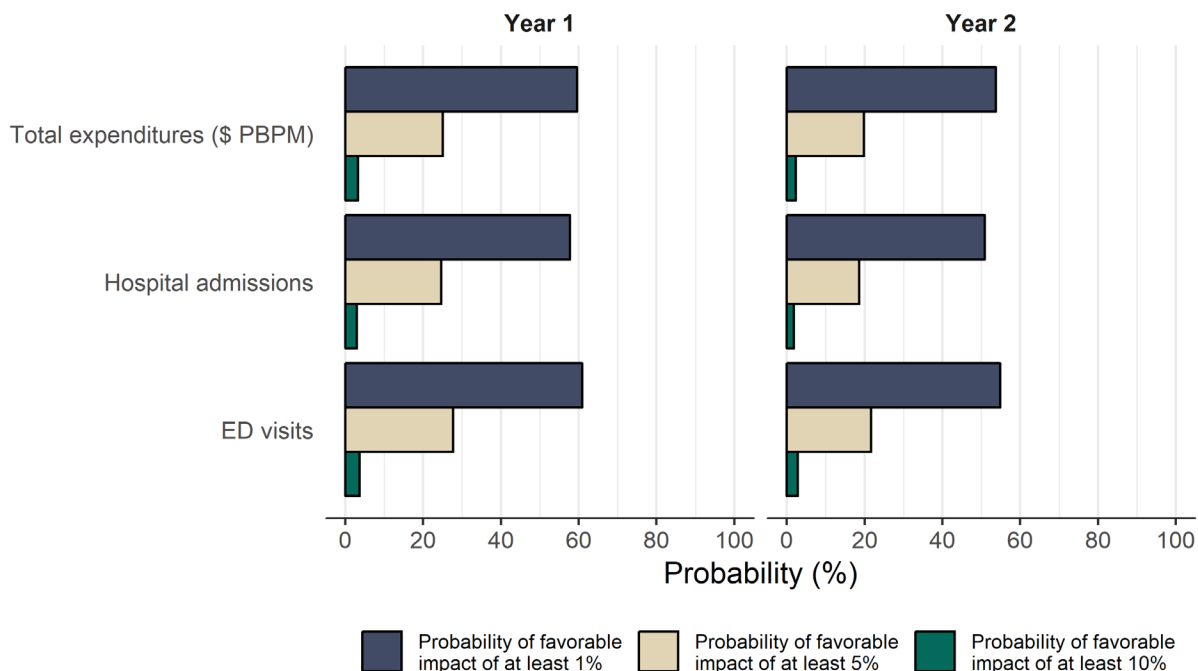 Year 1
Year 2
Total expenditures ($ PBPM)
Hospital admissions
ED visits
0 20 40 60 80 100
0 20 40 60 80 100
Probability (%)
Probability of favorable
impact of at least 1%
Probability of favorable
impact of at least 5%
Probability of favorable
impact of at least 10%